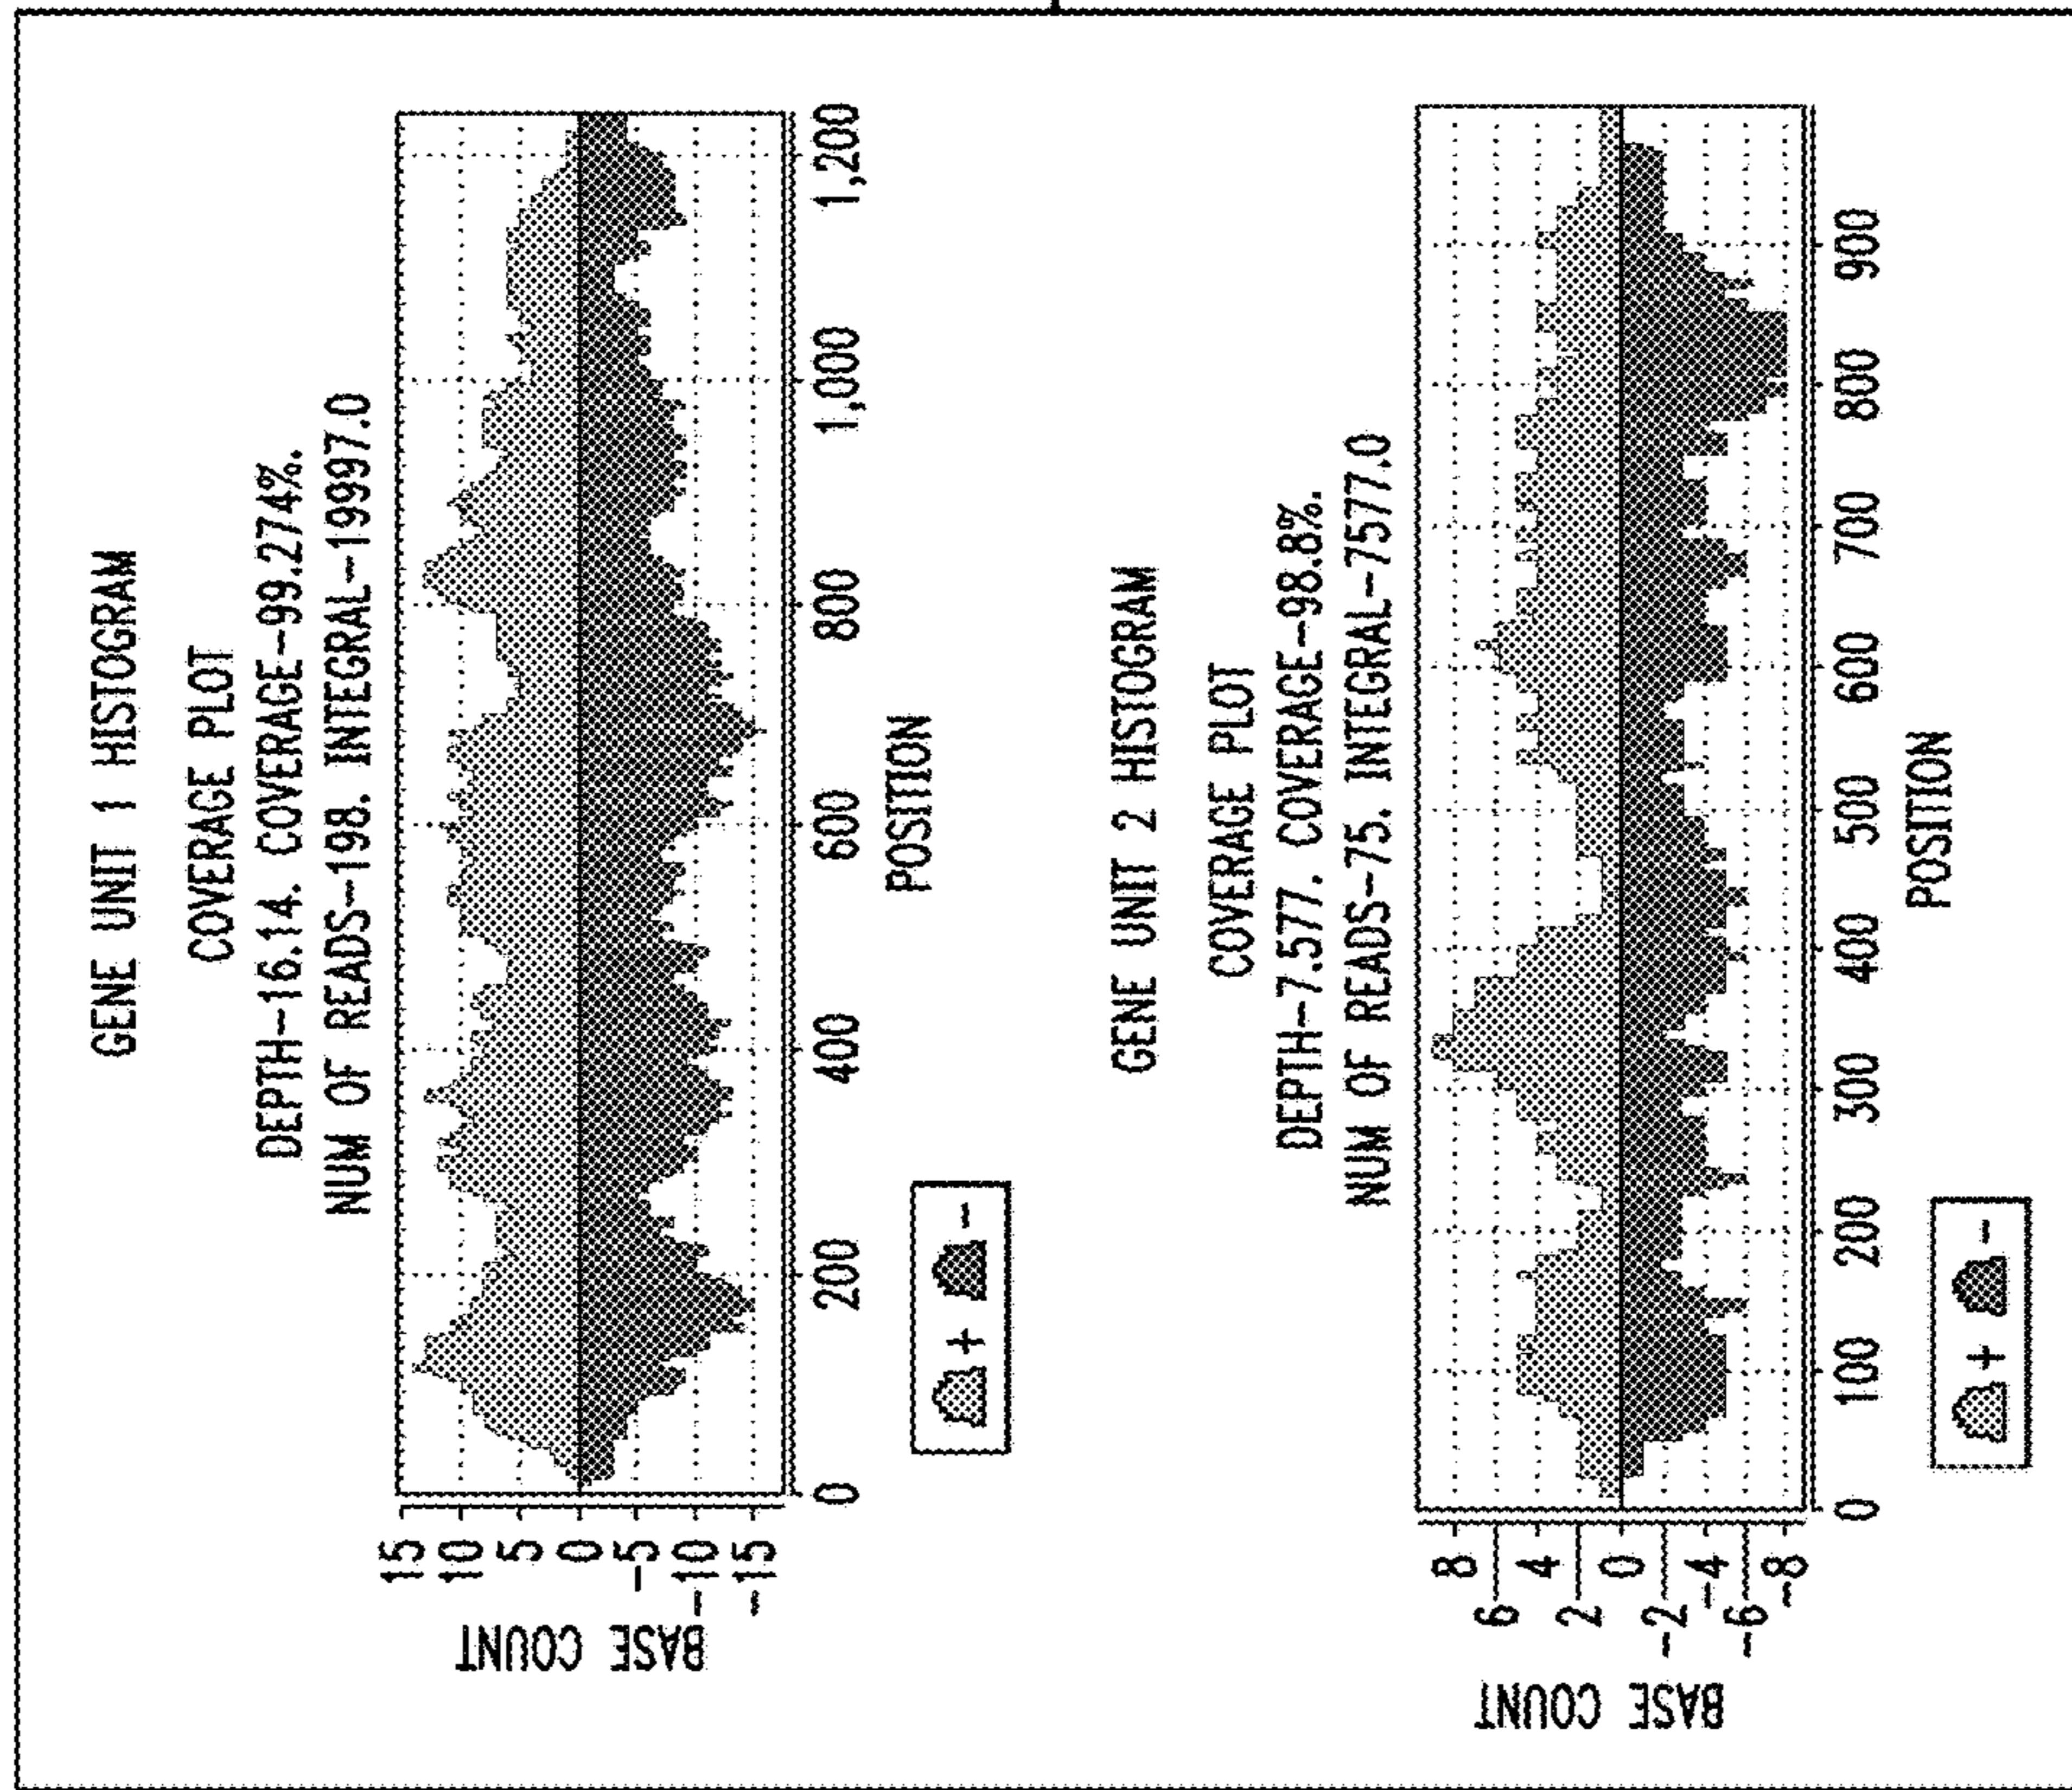 GENE UNIT 1 HISTOGRAM
COVERAGE PLOT
DEPTH-16.14. COVERAGE-99.274%.
NUM OF READS-198. INTEGRAL-19997.0
BASE COUNT
15
10
5
0
-5
-10
-15
0 200 400 600 800 1,000 1,200
POSITION
+ -
GENE UNIT 2 HISTOGRAM
COVERAGE PLOT
DEPTH-7.577. COVERAGE-98.8%.
NUM OF READS-75. INTEGRAL-7577.0
BASE COUNT
8
6
4
2
0
-2
-4
-6
-8
0 100 200 300 400 500 600 700 800 900
POSITION
+ -